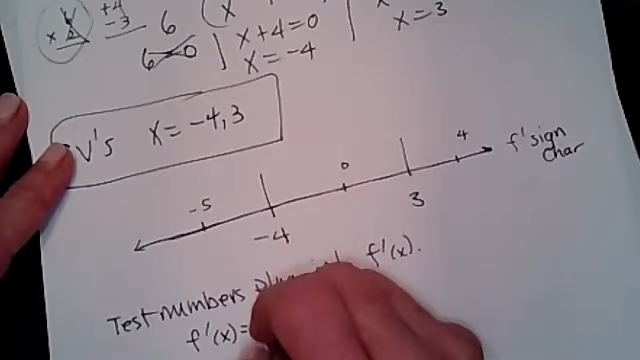 +4
-3
6
x
x
6≠0
x+4=0
x=-4
x=3
CV's x=-4,3
-5
0
4
f'sign
Char
-4
3
Test numbers f'(x).
f'(x)=